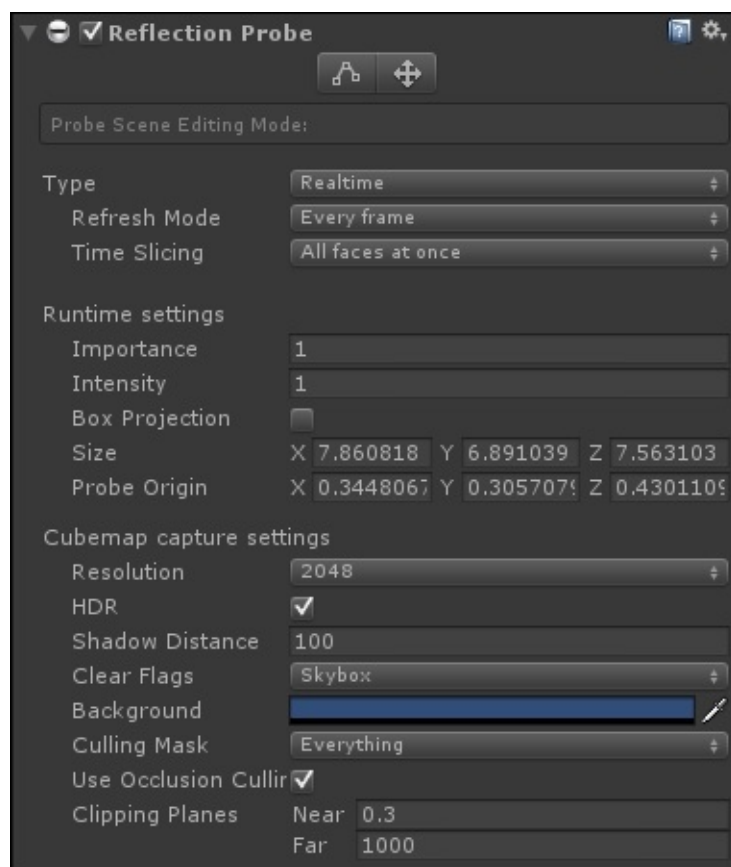 Reflection Probe
Probe Scene Editing Mode:
Type Realtime
Refresh Mode Every frame
Time Slicing All faces at once
Runtime settings
Importance 1
Intensity 1
Box Projection
Size X 7.860818 Y 6.891039 Z 7.563103
Probe Origin X 0.3448067 Y 0.3057079 Z 0.4301109
Cubemap capture settings
Resolution 2048
HDR
Shadow Distance 100
Clear Flags Skybox
Background
Culling Mask Everything
Use Occlusion Cullir
Clipping Planes Near 0.3
Far 1000